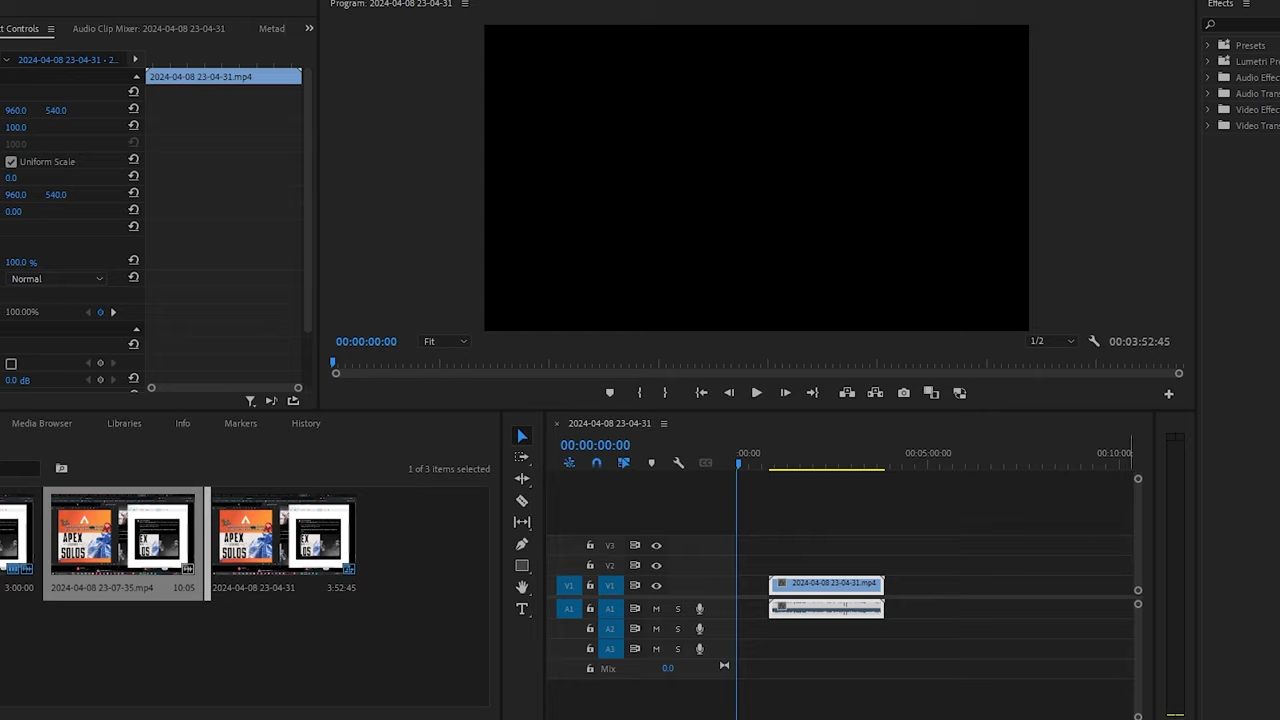 Program: 2024-04-08 23-04-31
Effects
ct Controls
Audio Clip Mixer: 2024-04-08 23-04-31
Metad
2024-04-08 23-04-31 • 2...
2024-04-08 23-04-31.mp4
Presets
Lumetri Pre
Audio Effec
Audio Trans
Video Effec
Video Trans
960.0 540.0
100.0
100.0
Uniform Scale
0.0
960.0 540.0
0.00
100.0 %
Normal
100.00%
0.0 dB
00:00:00:00
Fit
1/2
00:03:52:45
Media Browser
Libraries
Info
Markers
History
1 of 3 items selected
3:00:00
2024-04-08 23-07-35.mp4
10:05
2024-04-08 23-04-31
3:52:45
APEX
SOLOS
APEX
SOLOS
2024-04-08 23-04-31
00:00:00:00
:00:00
00:05:00:00
00:10:00:
V3
V2
V1 V1
2024-04-08 23-04-31.mp4
A1 A1 M S
A2 M S
A3 M S
Mix 0.0